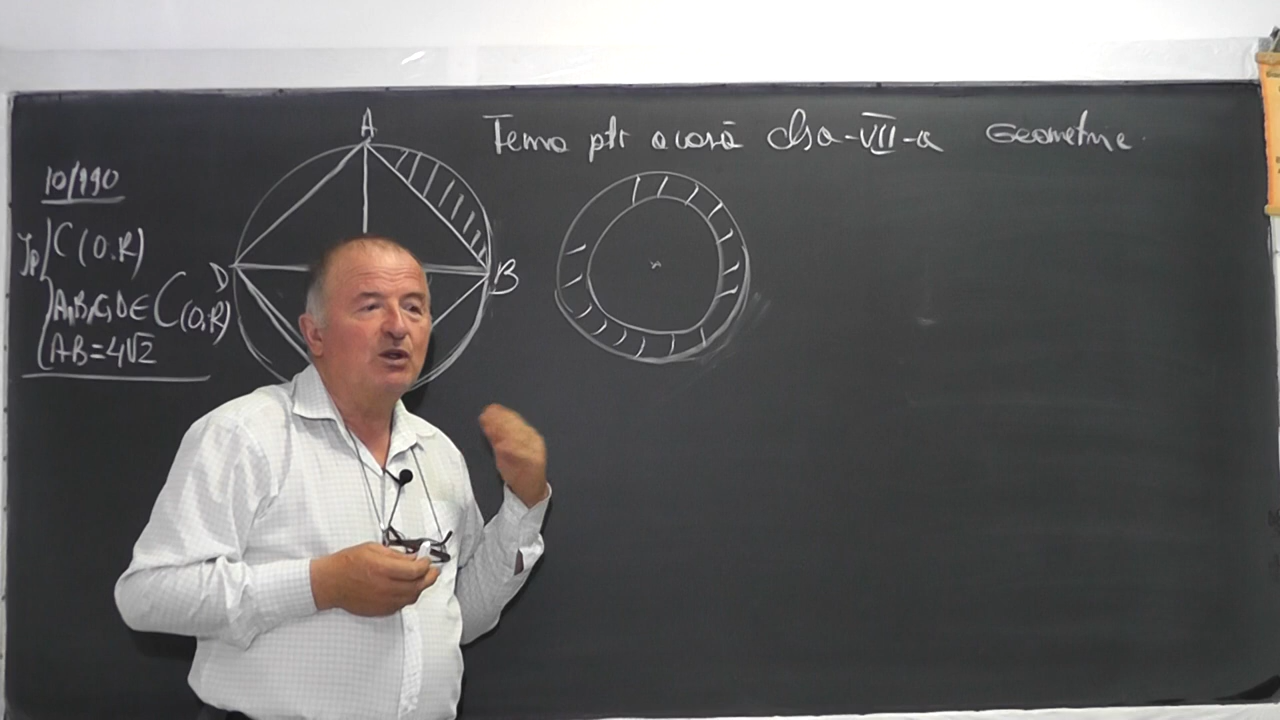 Tema ptr acasă clsa-VII-a Geometrie
A
10/190
Ip C(O,R)
D
B
A,B,C,D∈C(O,R)
AB=4√2